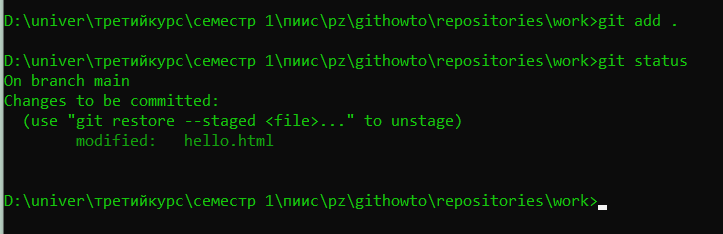 D:\univer\третийкурс\семестр 1\пиис\pz\githowto\repositories\work>git add .
D:\univer\третийкурс\семестр 1\пиис\pz\githowto\repositories\work>git status
On branch main
Changes to be committed:
  (use "git restore --staged <file>..." to unstage)
        modified:   hello.html
D:\univer\третийкурс\семестр 1\пиис\pz\githowto\repositories\work>